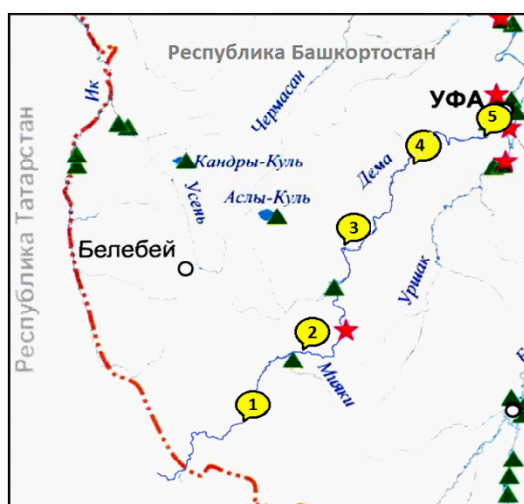 Республика Башкортостан
Ик
Чермасан
УФА
5
4
Кандры-Куль
Дема
Усень
Аслы-Куль
3
Белебей
Уршак
Республика Татарстан
2
Мияки
1